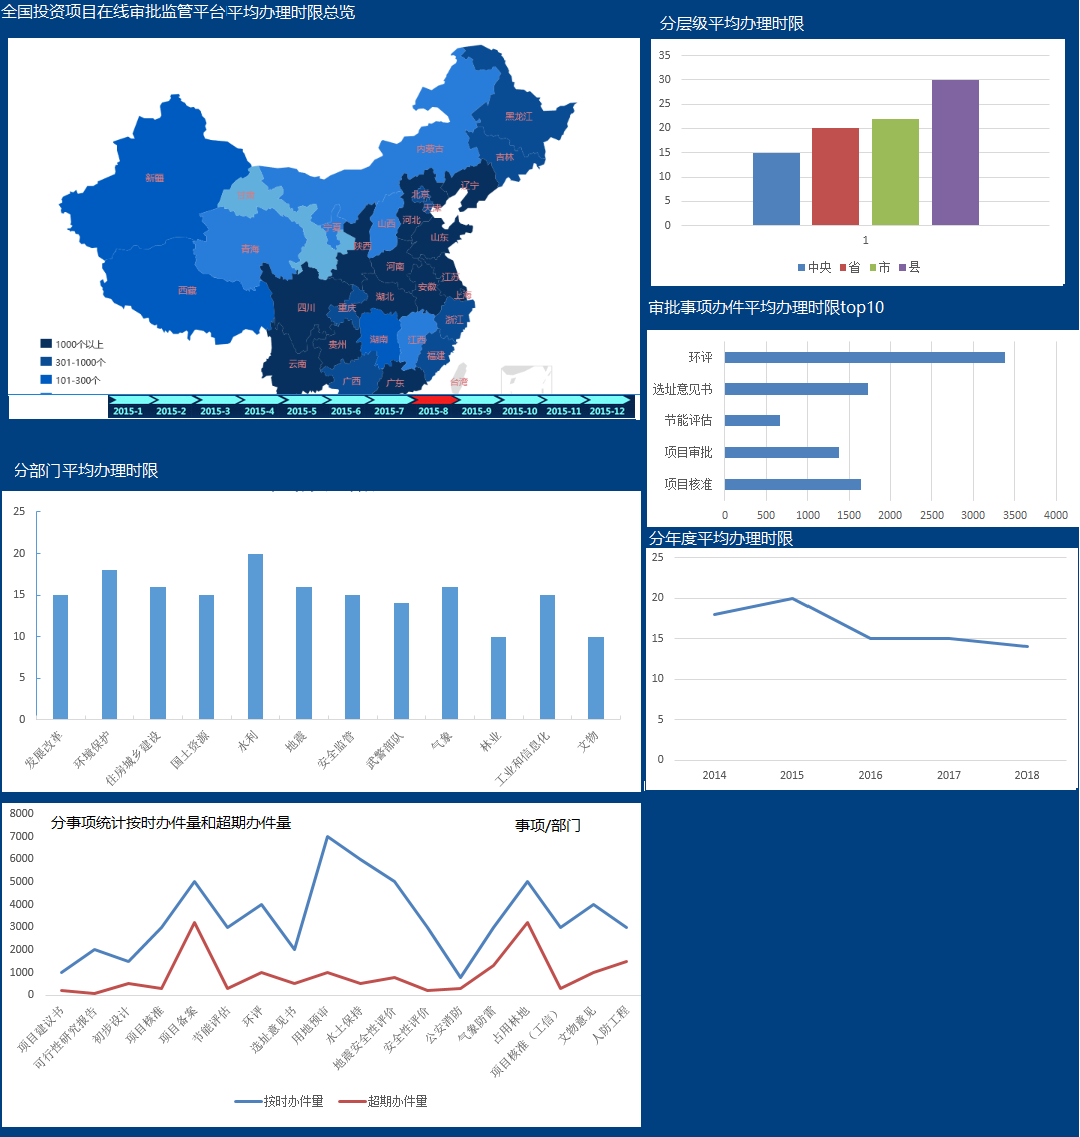 全国投资项目在线审批监管平台平均办理时限总览
黑龙江
内蒙古
吉林
新疆
辽宁
北京
天津
河北
山西
宁夏
山东
青海
陕西
河南
江苏
西藏
安徽
上海
湖北
四川
重庆
浙江
湖南
江西
贵州
福建
云南
广西
广东
台湾
1000个以上
301-1000个
101-300个
2015-1 2015-2 2015-3 2015-4 2015-5 2015-6 2015-7 2015-8 2015-9 2015-10 2015-11 2015-12
分层级平均办理时限
35
30
25
20
15
10
5
0
1
中央 省 市 县
审批事项办件平均办理时限top10
环评
选址意见书
节能评估
项目审批
项目核准
0 500 1000 1500 2000 2500 3000 3500 4000
分部门平均办理时限
25
20
15
10
5
0
发展改革 环境保护 住房城乡建设 国土资源 水利 地震 安全监管 武警部队 气象 林业 工业和信息化 文物
分年度平均办理时限
25
20
15
10
5
0
2014 2015 2016 2017 2018
分事项统计按时办件量和超期办件量 事项/部门
8000
7000
6000
5000
4000
3000
2000
1000
0
项目建议书 可行性研究报告 初步设计 项目核准 项目备案 节能评估 环评 选址意见书 用地预审 水土保持 地震安全性评价 安全性评价 公安消防 气象防雷 占用林地 项目核准（工信） 文物意见 人防工程
按时办件量 超期办件量